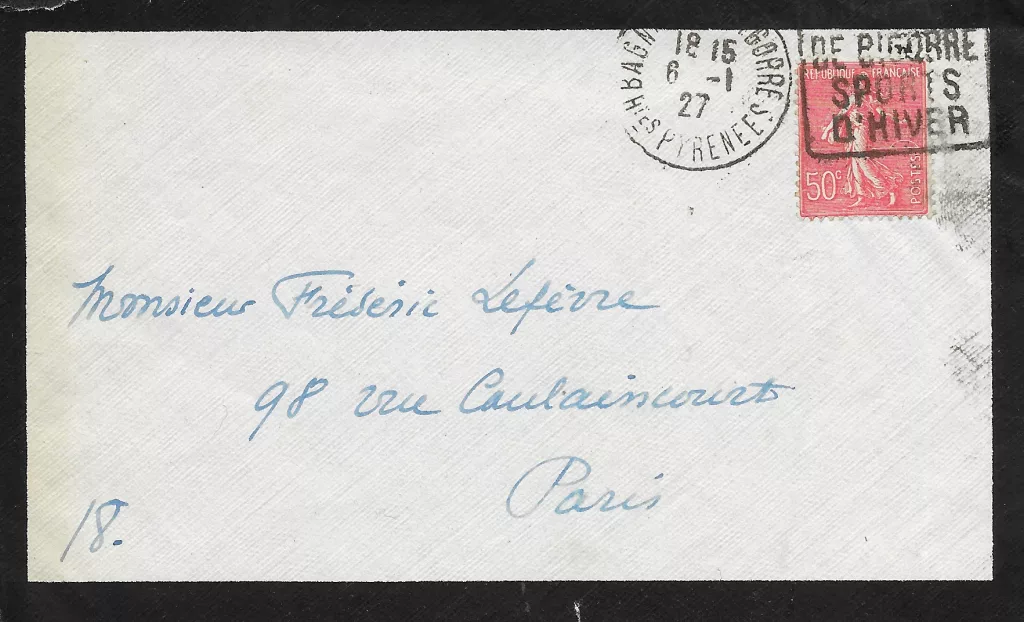 18 15
6 -1
27
HTES PYRENEES
DE BIGORRE
SPORTS
D'HIVER
REPUBLIQUE FRANÇAISE
50c
POSTES
Monsieur Frédéric Lefèvre
98 rue Caulaincourt
Paris
18.